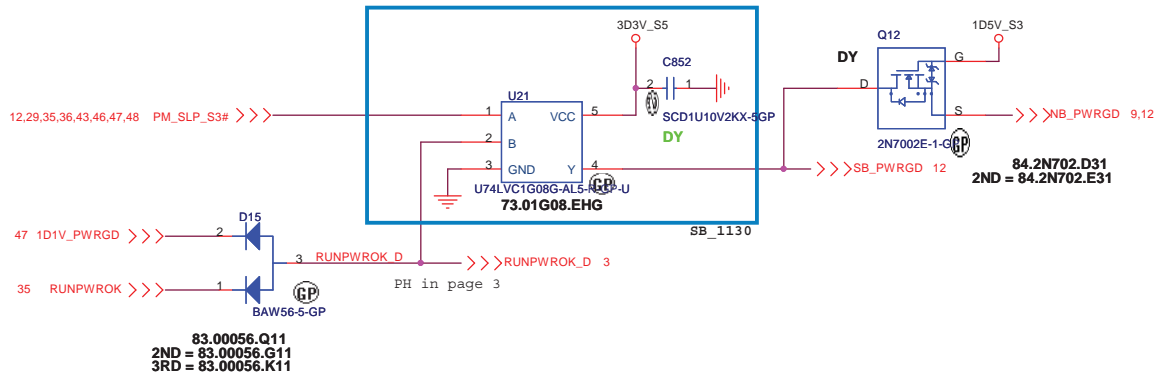 3D3V_S5
1D5V_S3
Q12
DY
G
D
S
C852
2
1
SCD1U10V2KX-5GP
DY
U21
12,29,35,36,43,46,47,48 PM_SLP_S3#
1 A VCC 5
2 B
3 GND Y 4
U74LVC1G08G-AL5-R-GP-U
GP
73.01G08.EHG
SB_1130
NB_PWRGD 9,12
2N7002E-1-GP
GP
84.2N702.D31
2ND = 84.2N702.E31
SB_PWRGD 12
D15
47 1D1V_PWRGD 2
3 RUNPWROK_D
RUNPWROK_D 3
PH in page 3
35 RUNPWROK 1
GP
BAW56-5-GP
83.00056.Q11
2ND = 83.00056.G11
3RD = 83.00056.K11